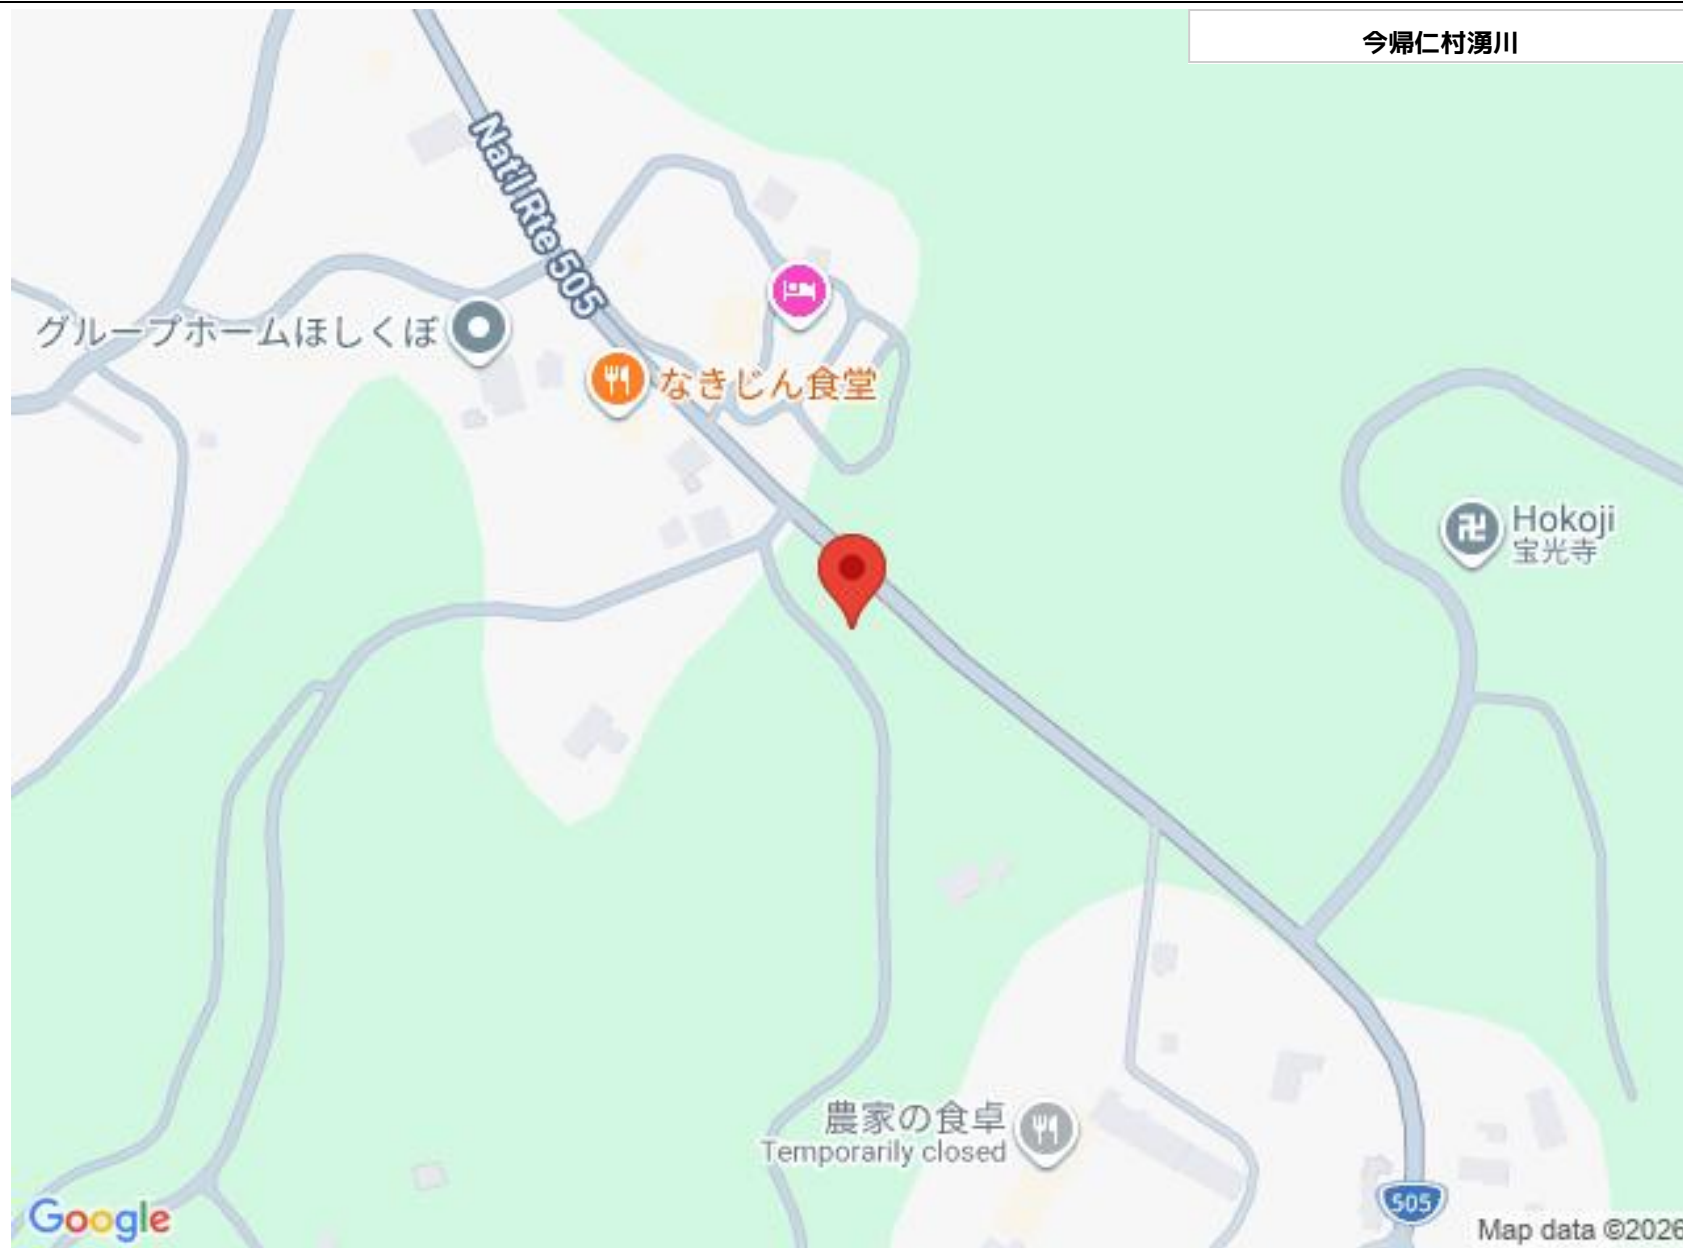 今帰仁村湧川
Nat'l Rte 505
グループホームほしくぼ
なきじん食堂
Hokoji
宝光寺
農家の食卓
Temporarily closed
505
Google
Map data ©2026